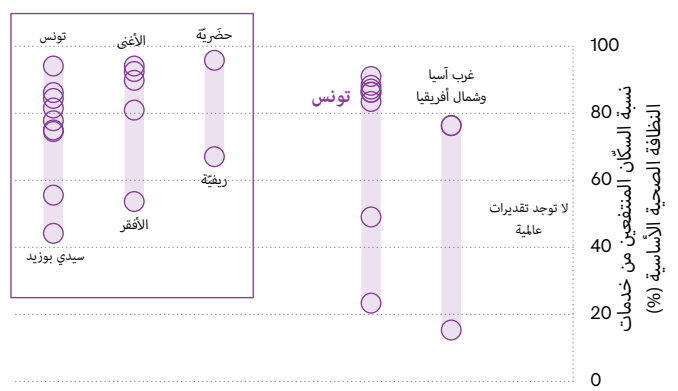 نسبة السكّان المنتفعين من خدمات
النظافة الصحية الأساسية (%)
100
80
60
40
20
0
لا توجد تقديرات
عالمية
غرب آسيا
وشمال أفريقيا
تونس
حضَريّة
ريفيّة
الأغنى
الأفقر
تونس
سيدي بوزيد